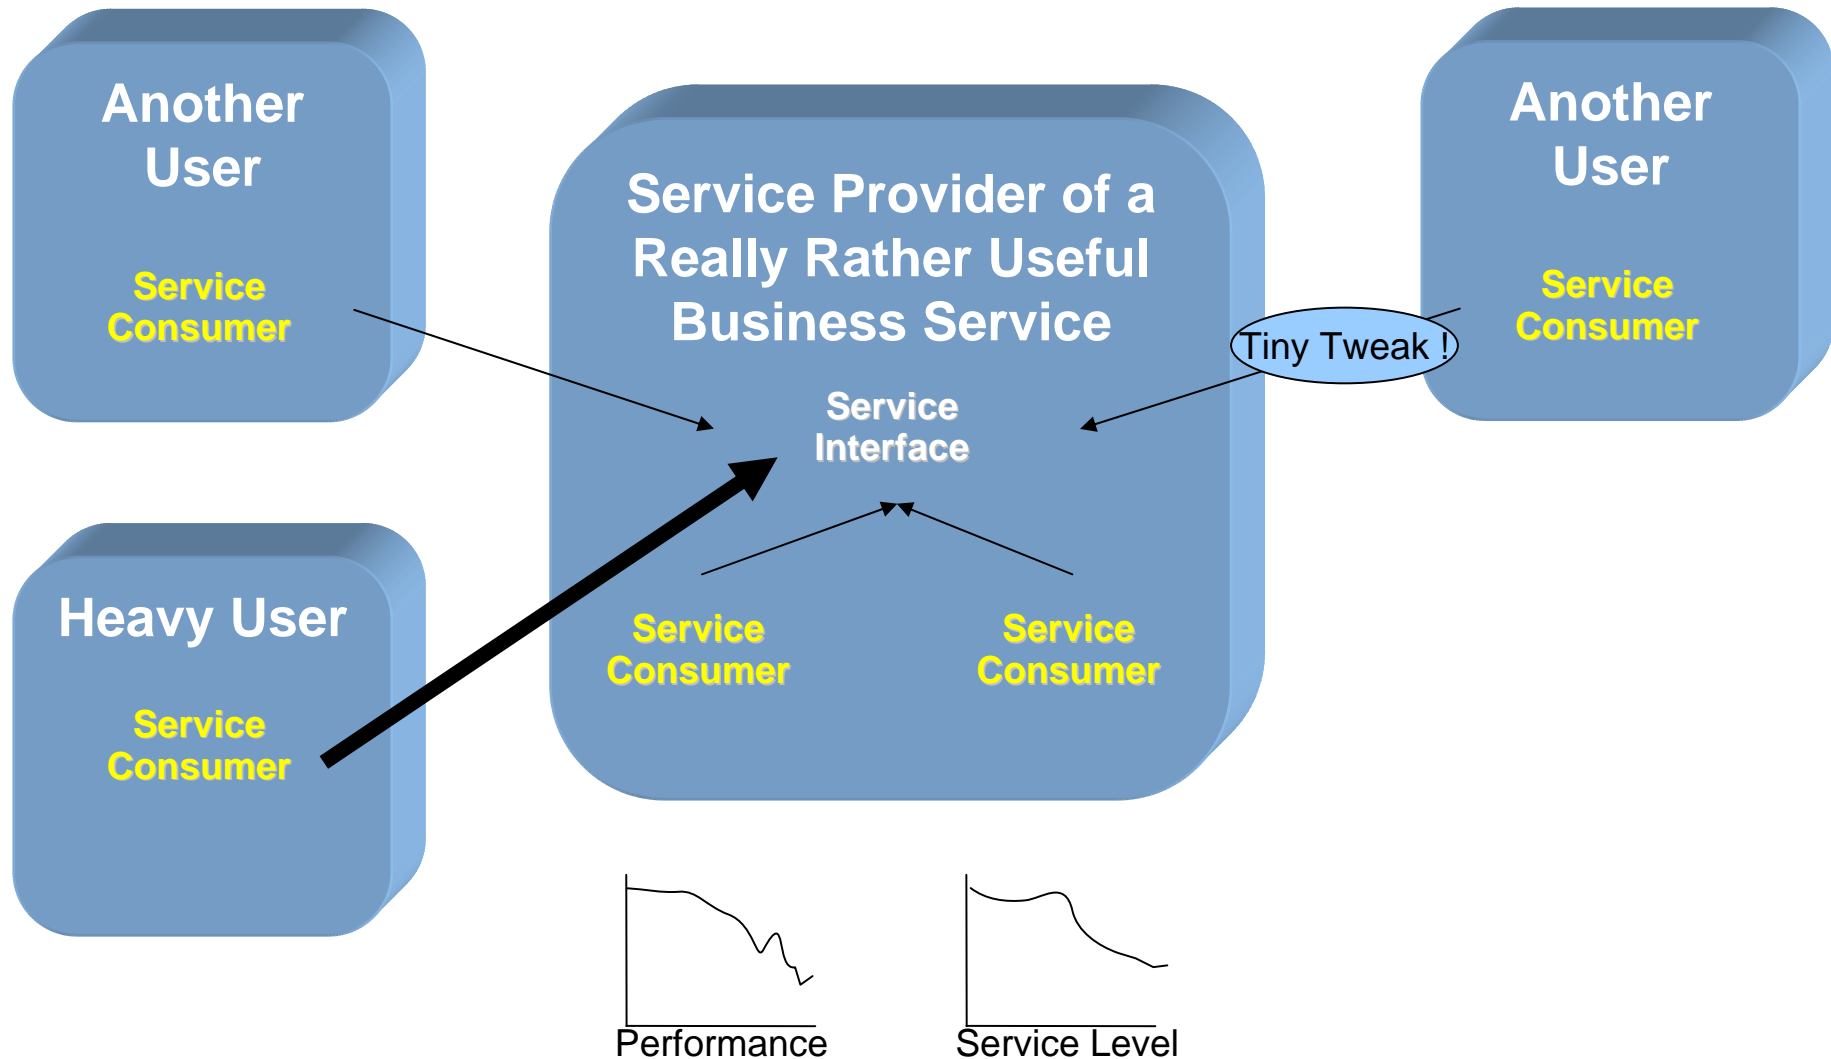 Another
User
Service
Consumer
Service Provider of a
Really Rather Useful
Business Service
Service
Interface
Service
Consumer
Service
Consumer
Another
User
Service
Consumer
Tiny Tweak !
Heavy User
Service
Consumer
Performance
Service Level